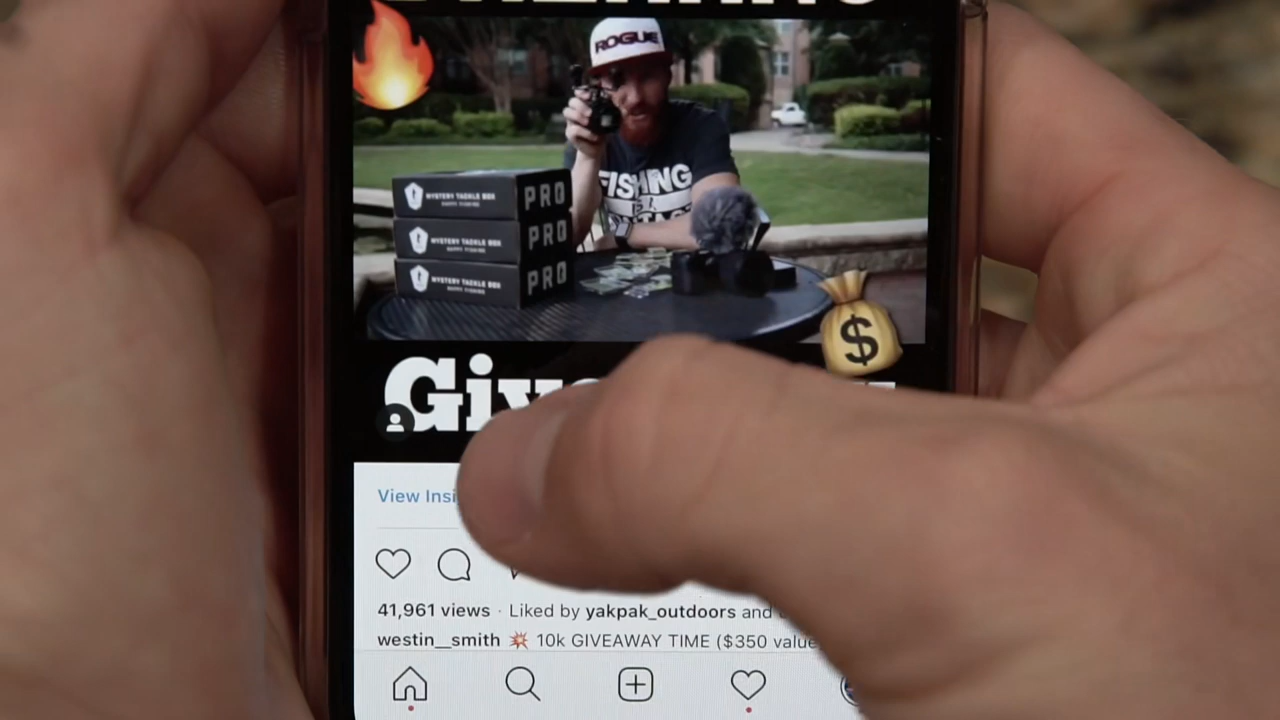 ROGUE
FISHING
MYSTERY TACKLE BOX PRO
MYSTERY TACKLE BOX PRO
MYSTERY TACKLE BOX PRO
$
Giv
View Insi
41,961 views · Liked by yakpak_outdoors and
westin__smith 💥 10k GIVEAWAY TIME ($350 value